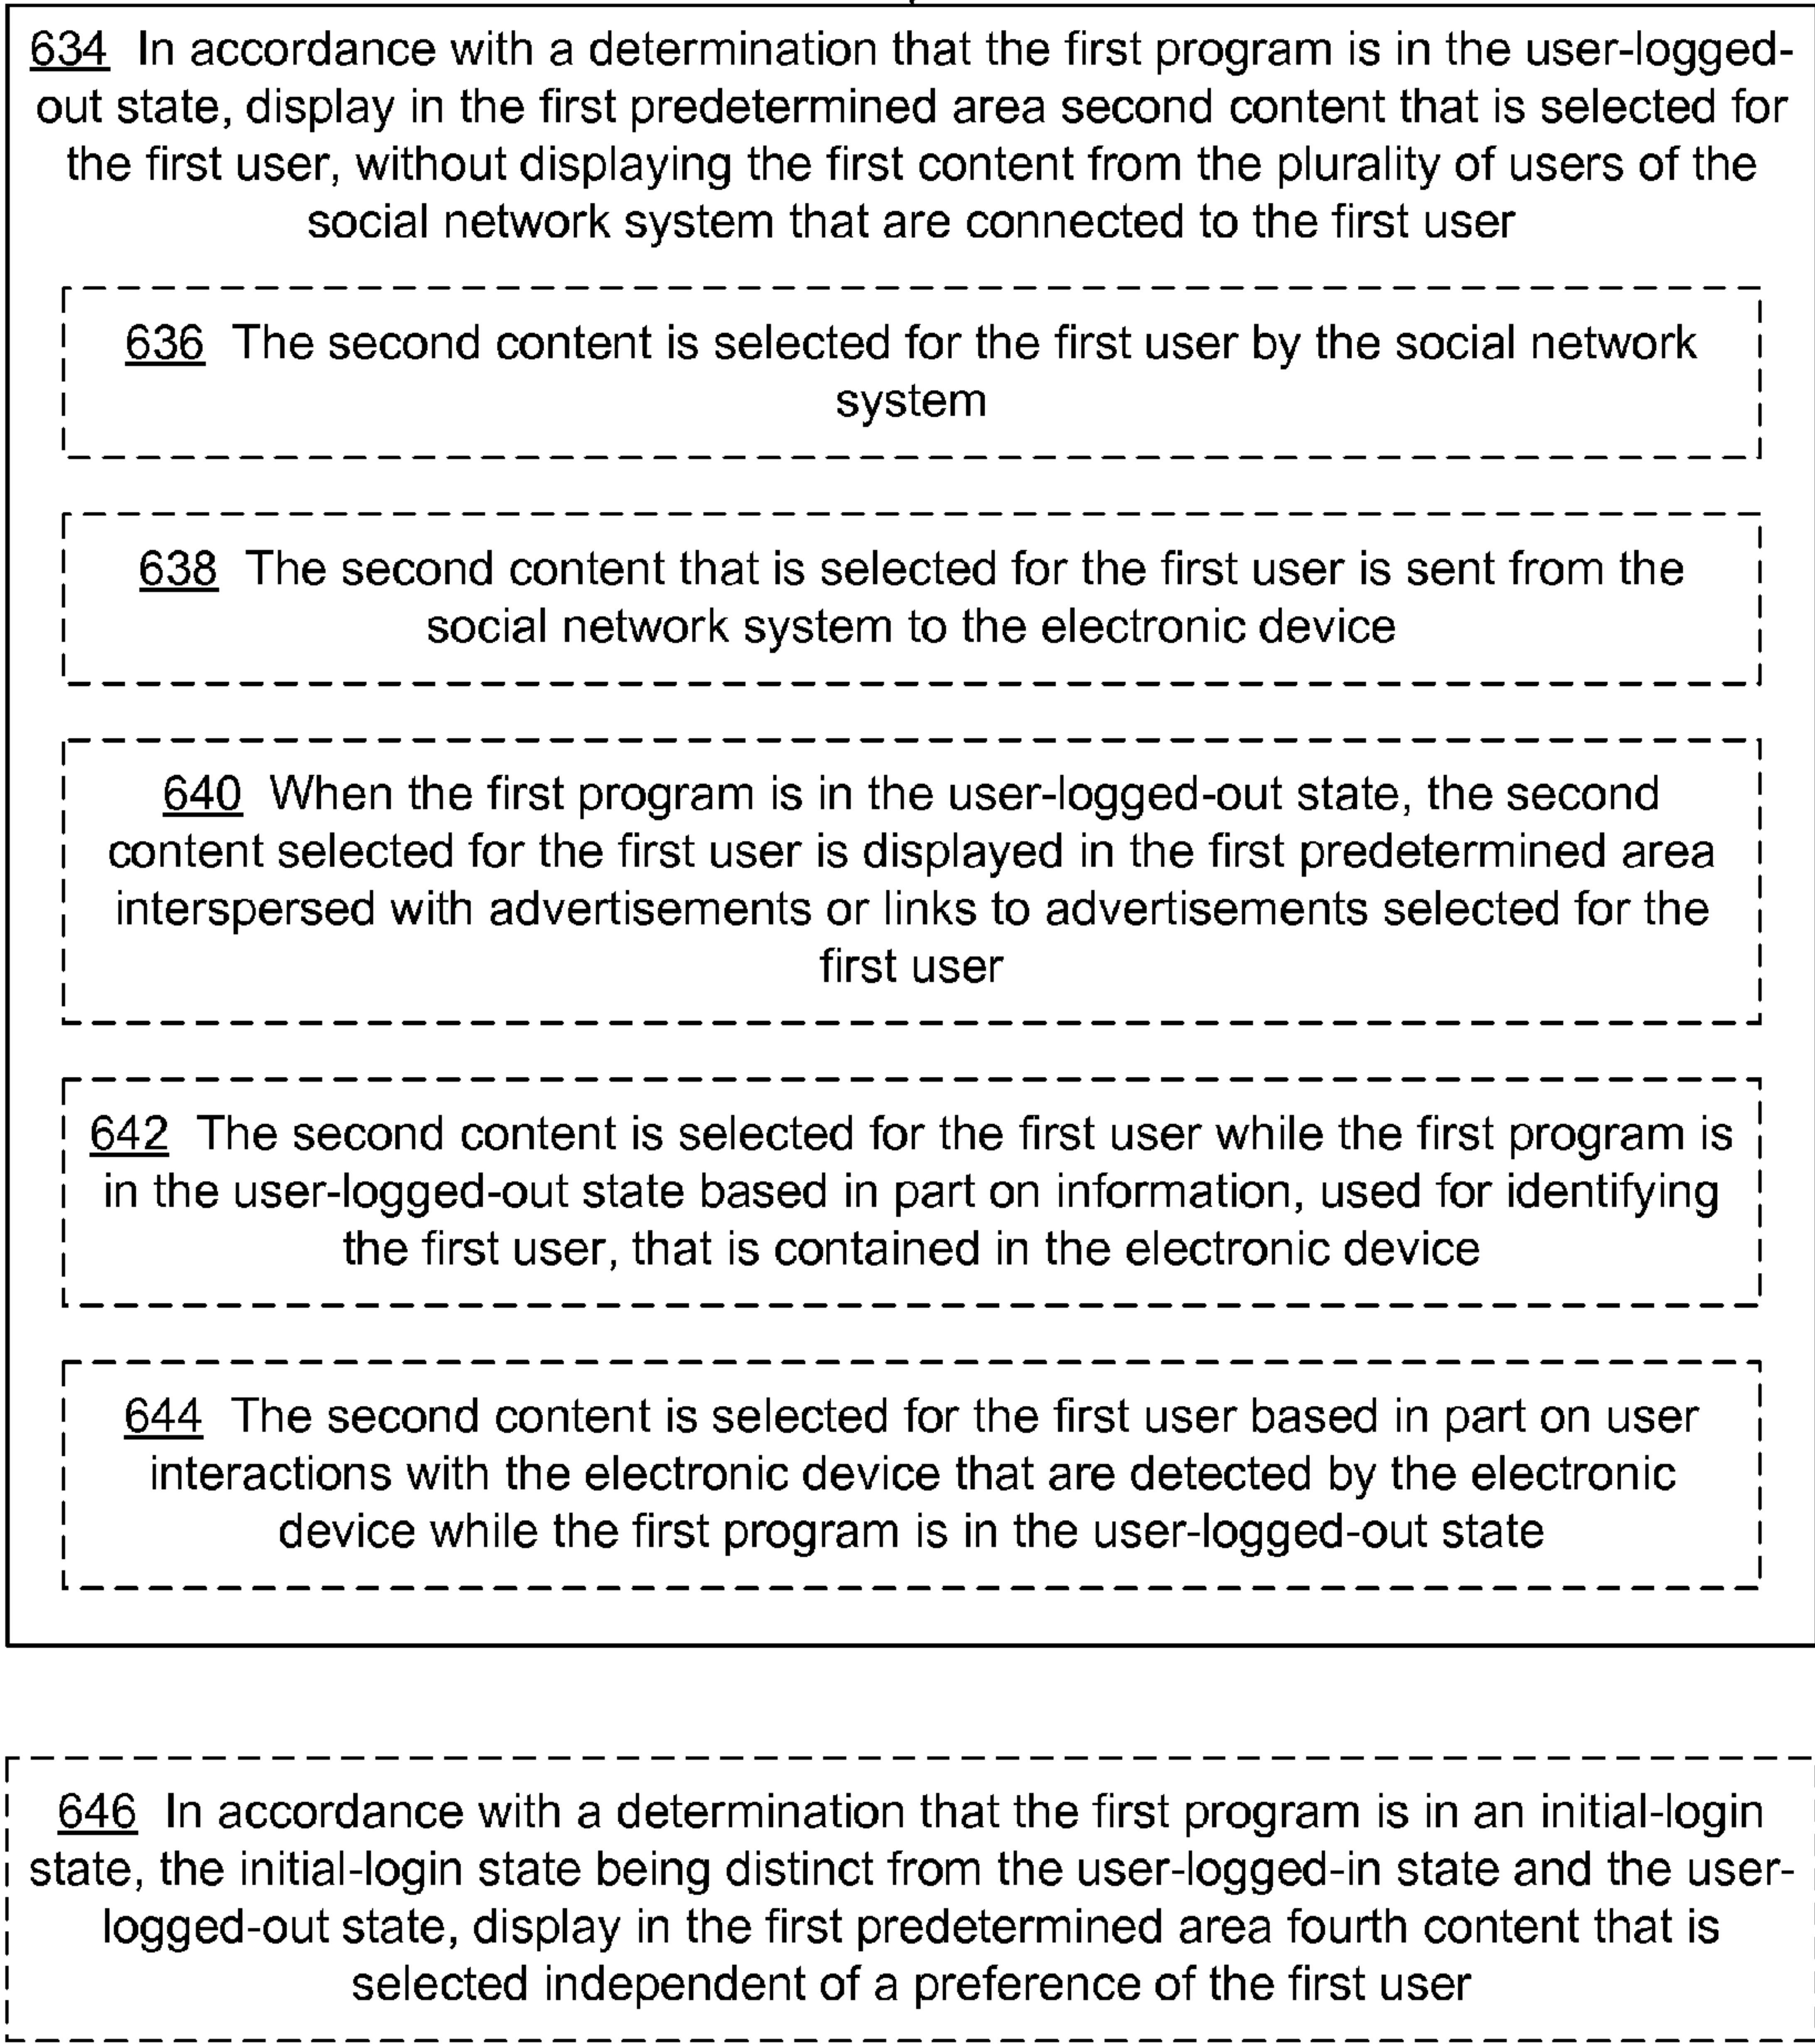 634 In accordance with a determination that the first program is in the user-logged-
out state, display in the first predetermined area second content that is selected for
the first user, without displaying the first content from the plurality of users of the
social network system that are connected to the first user
636 The second content is selected for the first user by the social network
system
638 The second content that is selected for the first user is sent from the
social network system to the electronic device
640 When the first program is in the user-logged-out state, the second
content selected for the first user is displayed in the first predetermined area
interspersed with advertisements or links to advertisements selected for the
first user
642 The second content is selected for the first user while the first program is
in the user-logged-out state based in part on information, used for identifying
the first user, that is contained in the electronic device
644 The second content is selected for the first user based in part on user
interactions with the electronic device that are detected by the electronic
device while the first program is in the user-logged-out state
646 In accordance with a determination that the first program is in an initial-login
state, the initial-login state being distinct from the user-logged-in state and the user-
logged-out state, display in the first predetermined area fourth content that is
selected independent of a preference of the first user